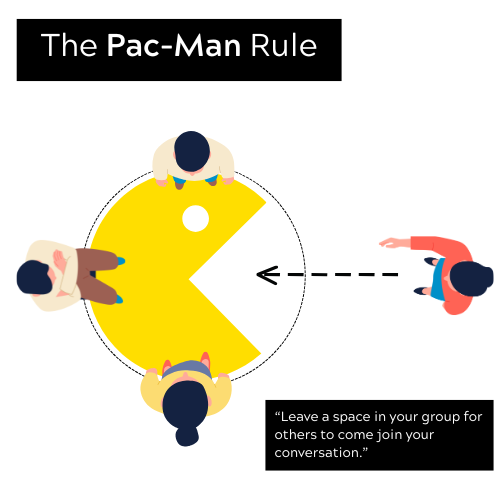 The Pac-Man Rule
“Leave a space in your group for
others to come join your
conversation.”